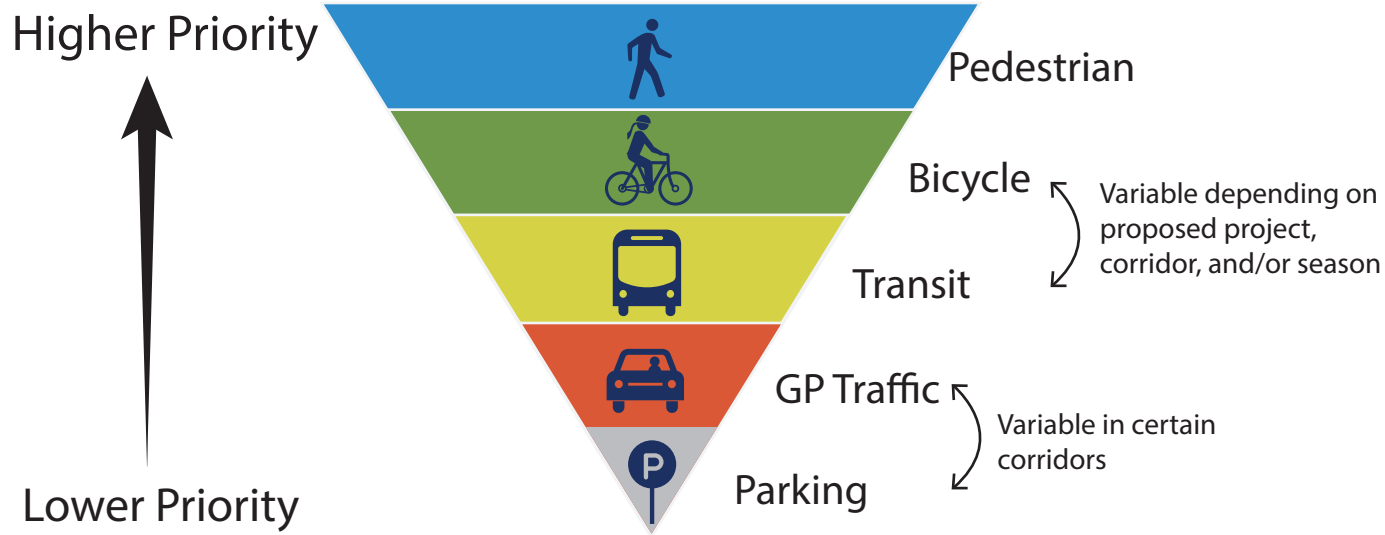 Higher Priority
Pedestrian
Bicycle
Variable depending on
proposed project,
corridor, and/or season
Transit
GP Traffic
Variable in certain
corridors
P
Parking
Lower Priority